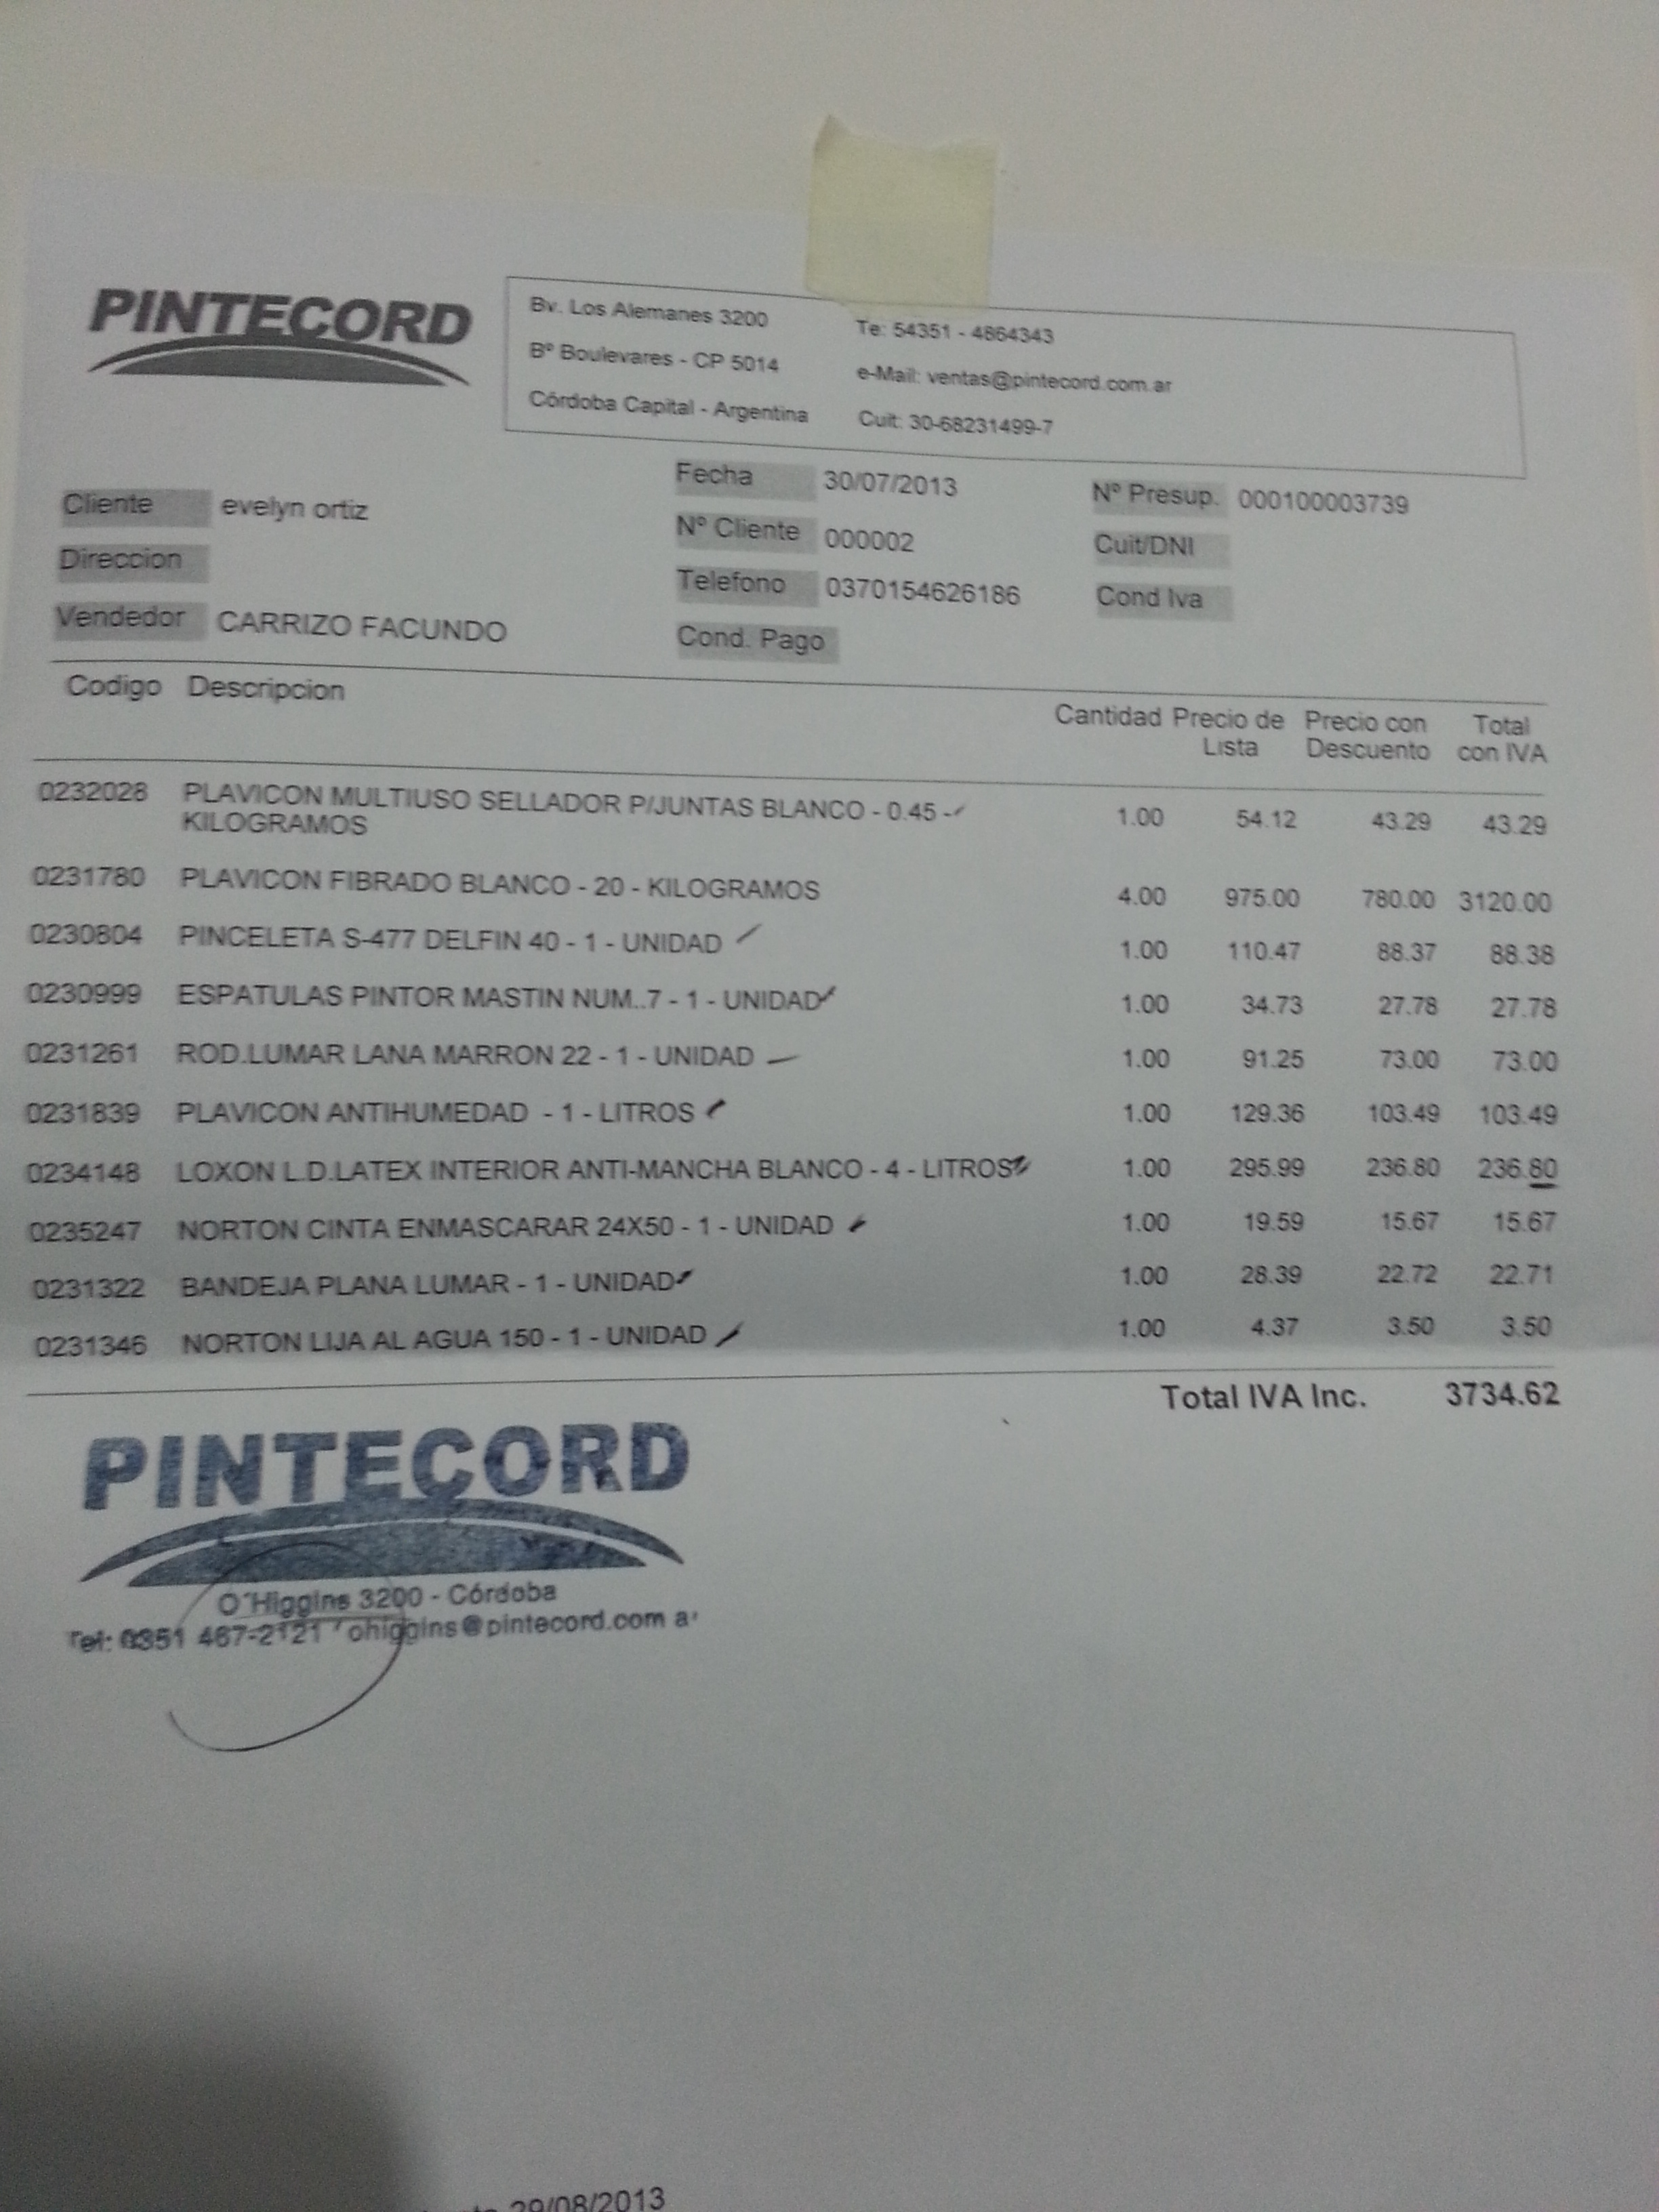 PINTECORD
Bv. Los Alemanes 3200
Te: 54351 - 4864343
Bº Boulevares - CP 5014
e-Mail: ventas@pintecord.com.ar
Córdoba Capital - Argentina
Cuit: 30-68231499-7
Cliente evelyn ortiz
Fecha 30/07/2013
Nº Presup. 000100003739
Direccion
Nº Cliente 000002
Cuit/DNI
Vendedor CARRIZO FACUNDO
Telefono 0370154626186
Cond Iva
Cond. Pago
Codigo Descripcion Cantidad Precio de Precio con Total
Lista Descuento con IVA
0232028 PLAVICON MULTIUSO SELLADOR P/JUNTAS BLANCO - 0.45 - 1.00 54.12 43.29 43.29
KILOGRAMOS
0231780 PLAVICON FIBRADO BLANCO - 20 - KILOGRAMOS 4.00 975.00 780.00 3120.00
0230804 PINCELETA S-477 DELFIN 40 - 1 - UNIDAD 1.00 110.47 88.37 88.38
0230999 ESPATULAS PINTOR MASTIN NUM..7 - 1 - UNIDAD 1.00 34.73 27.78 27.78
0231261 ROD.LUMAR LANA MARRON 22 - 1 - UNIDAD 1.00 91.25 73.00 73.00
0231839 PLAVICON ANTIHUMEDAD - 1 - LITROS 1.00 129.36 103.49 103.49
0234148 LOXON L.D.LATEX INTERIOR ANTI-MANCHA BLANCO - 4 - LITROS 1.00 295.99 236.80 236.80
0235247 NORTON CINTA ENMASCARAR 24X50 - 1 - UNIDAD 1.00 19.59 15.67 15.67
0231322 BANDEJA PLANA LUMAR - 1 - UNIDAD 1.00 28.39 22.72 22.71
0231346 NORTON LIJA AL AGUA 150 - 1 - UNIDAD 1.00 4.37 3.50 3.50
Total IVA Inc. 3734.62
PINTECORD
O´Higgins 3200 - Córdoba
Tel: 0351 467-2121 ohiggins@pintecord.com a
29/08/2013